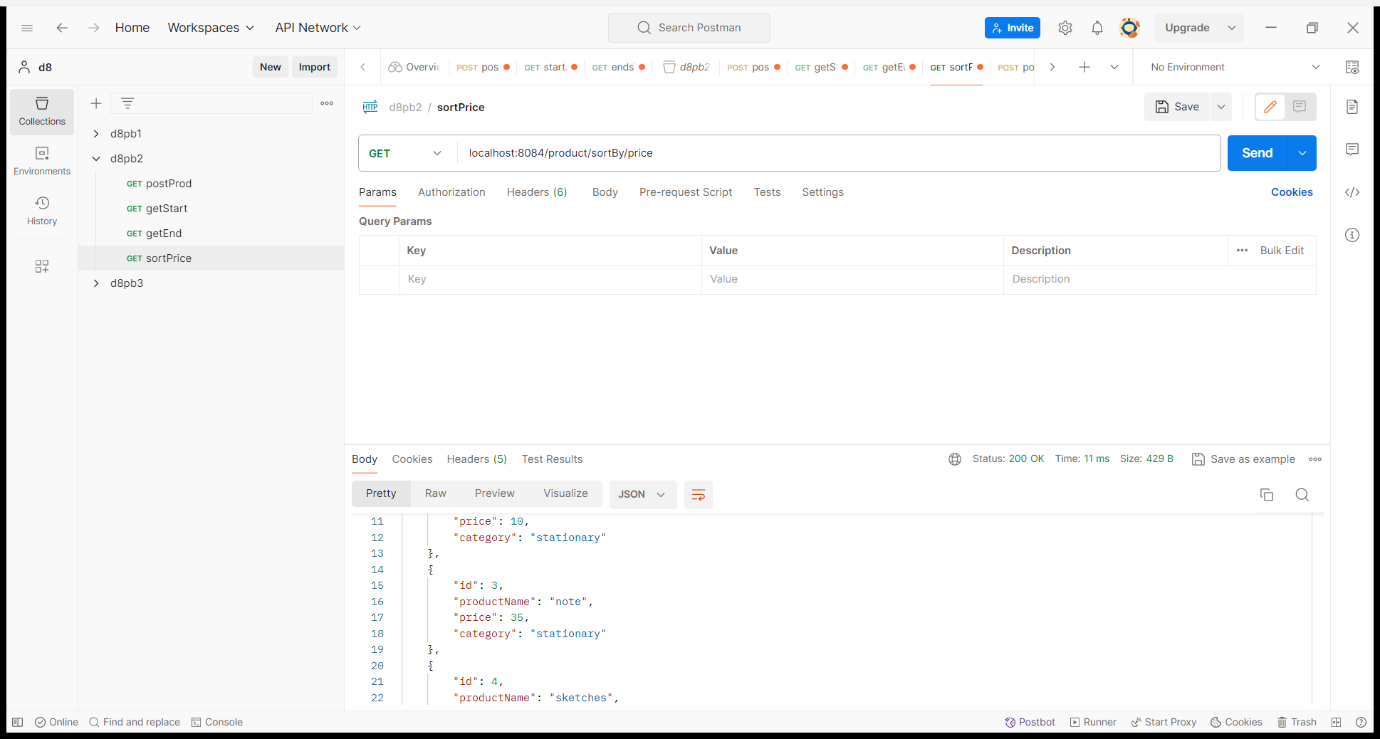 Home Workspaces API Network Search Postman Invite Upgrade
d8 New Import Overvi POST pos GET start. GET ends GET d8pb2 POST pos GET getS GET getE GET sortF POST po No Environment
Collections
Environments
History
d8pb1
d8pb2
GET postProd
GET getStart
GET getEnd
GET sortPrice
d8pb3
HTTP d8pb2 / sortPrice Save
GET localhost:8084/product/sortBy/price Send
Params Authorization Headers (6) Body Pre-request Script Tests Settings Cookies
Query Params
Key Value Description Bulk Edit
Key Value Description
Body Cookies Headers (5) Test Results Status: 200 OK Time: 11 ms Size: 429 B Save as example
Pretty Raw Preview Visualize JSON
11 "price": 10,
12 "category": "stationary"
13 },
14 {
15 "id": 3,
16 "productName": "note",
17 "price": 35,
18 "category": "stationary"
19 },
20 {
21 "id": 4,
22 "productName": "sketches",
Online Find and replace Console Postbot Runner Start Proxy Cookies Trash